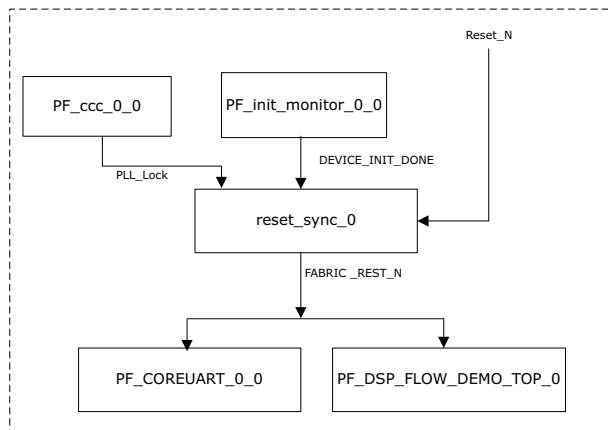 Reset_N
PF_ccc_0_0
PF_init_monitor_0_0
DEVICE_INIT_DONE
PLL_Lock
reset_sync_0
FABRIC _REST_N
PF_COREUART_0_0
PF_DSP_FLOW_DEMO_TOP_0